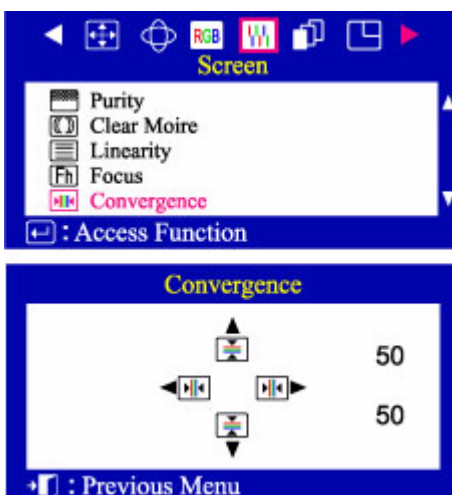 RGB
Screen
Purity
Clear Moire
Linearity
Fh Focus
Convergence
: Access Function
Convergence
50
50
: Previous Menu